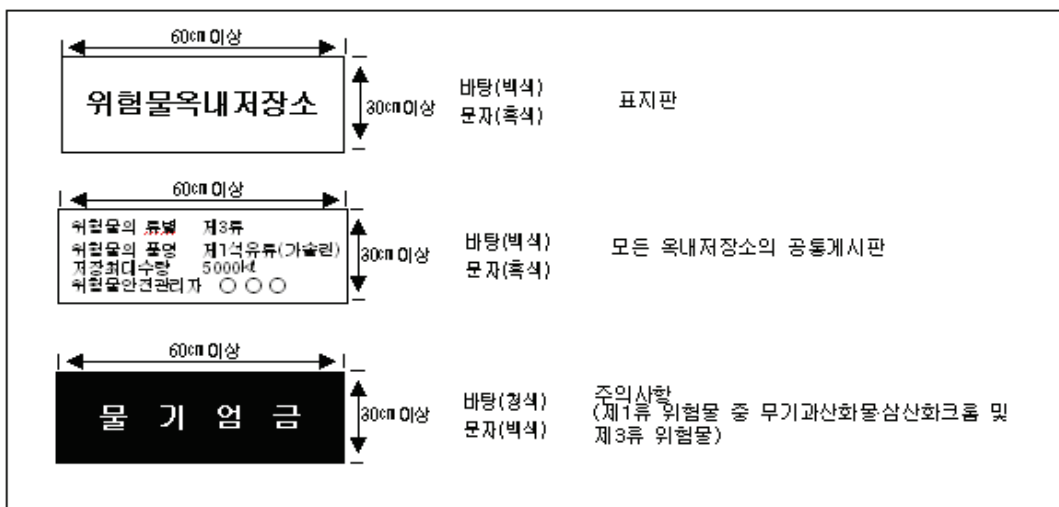 60cm 이상
위험물옥내저장소
30cm 이상
바탕(백색)
문자(흑색)
표지판
60cm 이상
위험물의 류별 제3류
위험물의 품명 제1석유류(가솔린)
저장최대수량 5000kl
위험물안전관리자 ○ ○ ○
30cm 이상
바탕(백색)
문자(흑색)
모든 옥내저장소의 공통게시판
60cm 이상
물 기 엄 금
30cm 이상
바탕(청색)
문자(백색)
주의사항
(제1류 위험물 중 무기과산화물삼산화크롬 및
제3류 위험물)